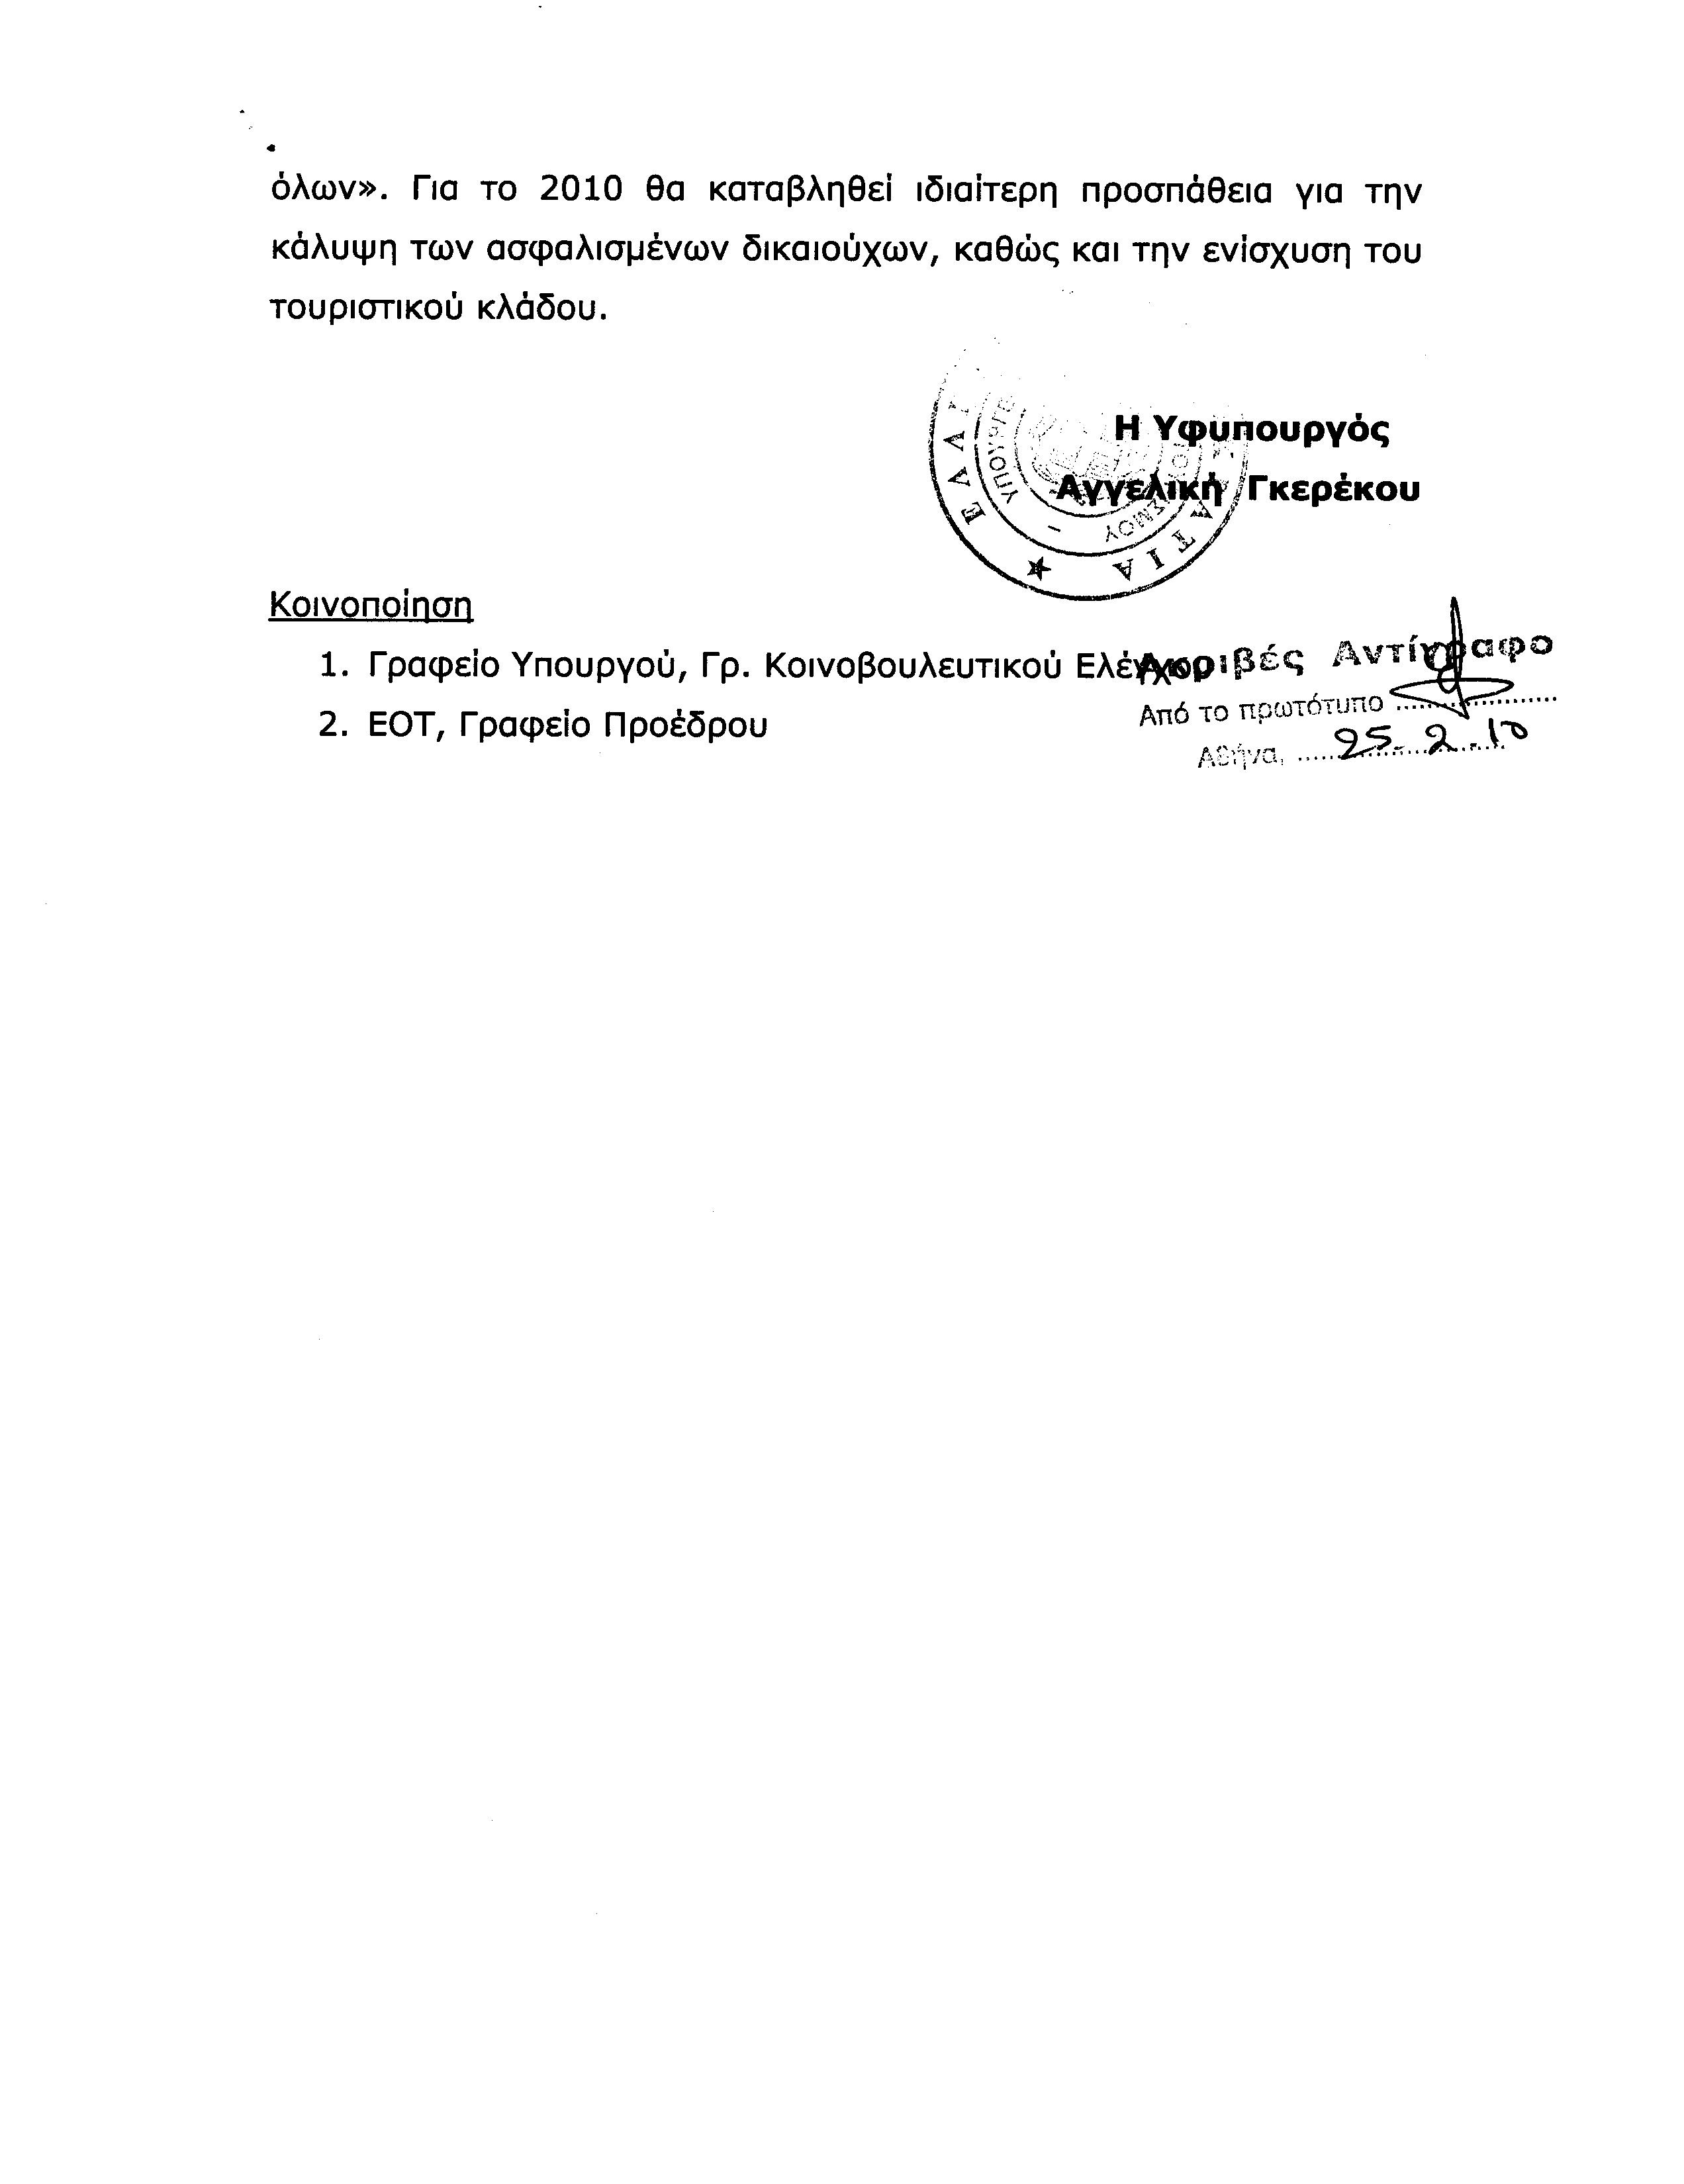 όλων». Για το 2010 θα καταβληθεί ιδιαίτερη προσπάθεια για την
κάλυψη των ασφαλισμένων δικαιούχων, καθώς και την ενίσχυση του
τουριστικού κλάδου.
Η Υφυπουργός
Αγγελική Γκερέκου
Κοινοποίηση
1. Γραφείο Υπουργού, Γρ. Κοινοβουλευτικού Ελέγχου
2. ΕΟΤ, Γραφείο Προέδρου
Ακριβές Αντίγραφο
Από το πρωτότυπο
Αθήνα, 25. 2. 10